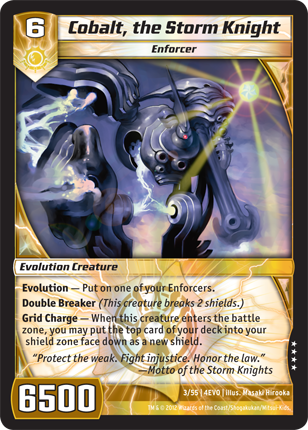 6
Cobalt, the Storm Knight
Enforcer
Evolution Creature
Evolution — Put on one of your Enforcers.
Double Breaker (This creature breaks 2 shields.)
Grid Charge — When this creature enters the battle
zone, you may put the top card of your deck into your
shield zone face down as a new shield.
“Protect the weak. Fight injustice. Honor the law.”
—Motto of the Storm Knights
6500
3/55 | 4EVO | Illus. Masaki Hirooka
TM & © 2012 Wizards of the Coast/Shogakukan/Mitsui-Kids.